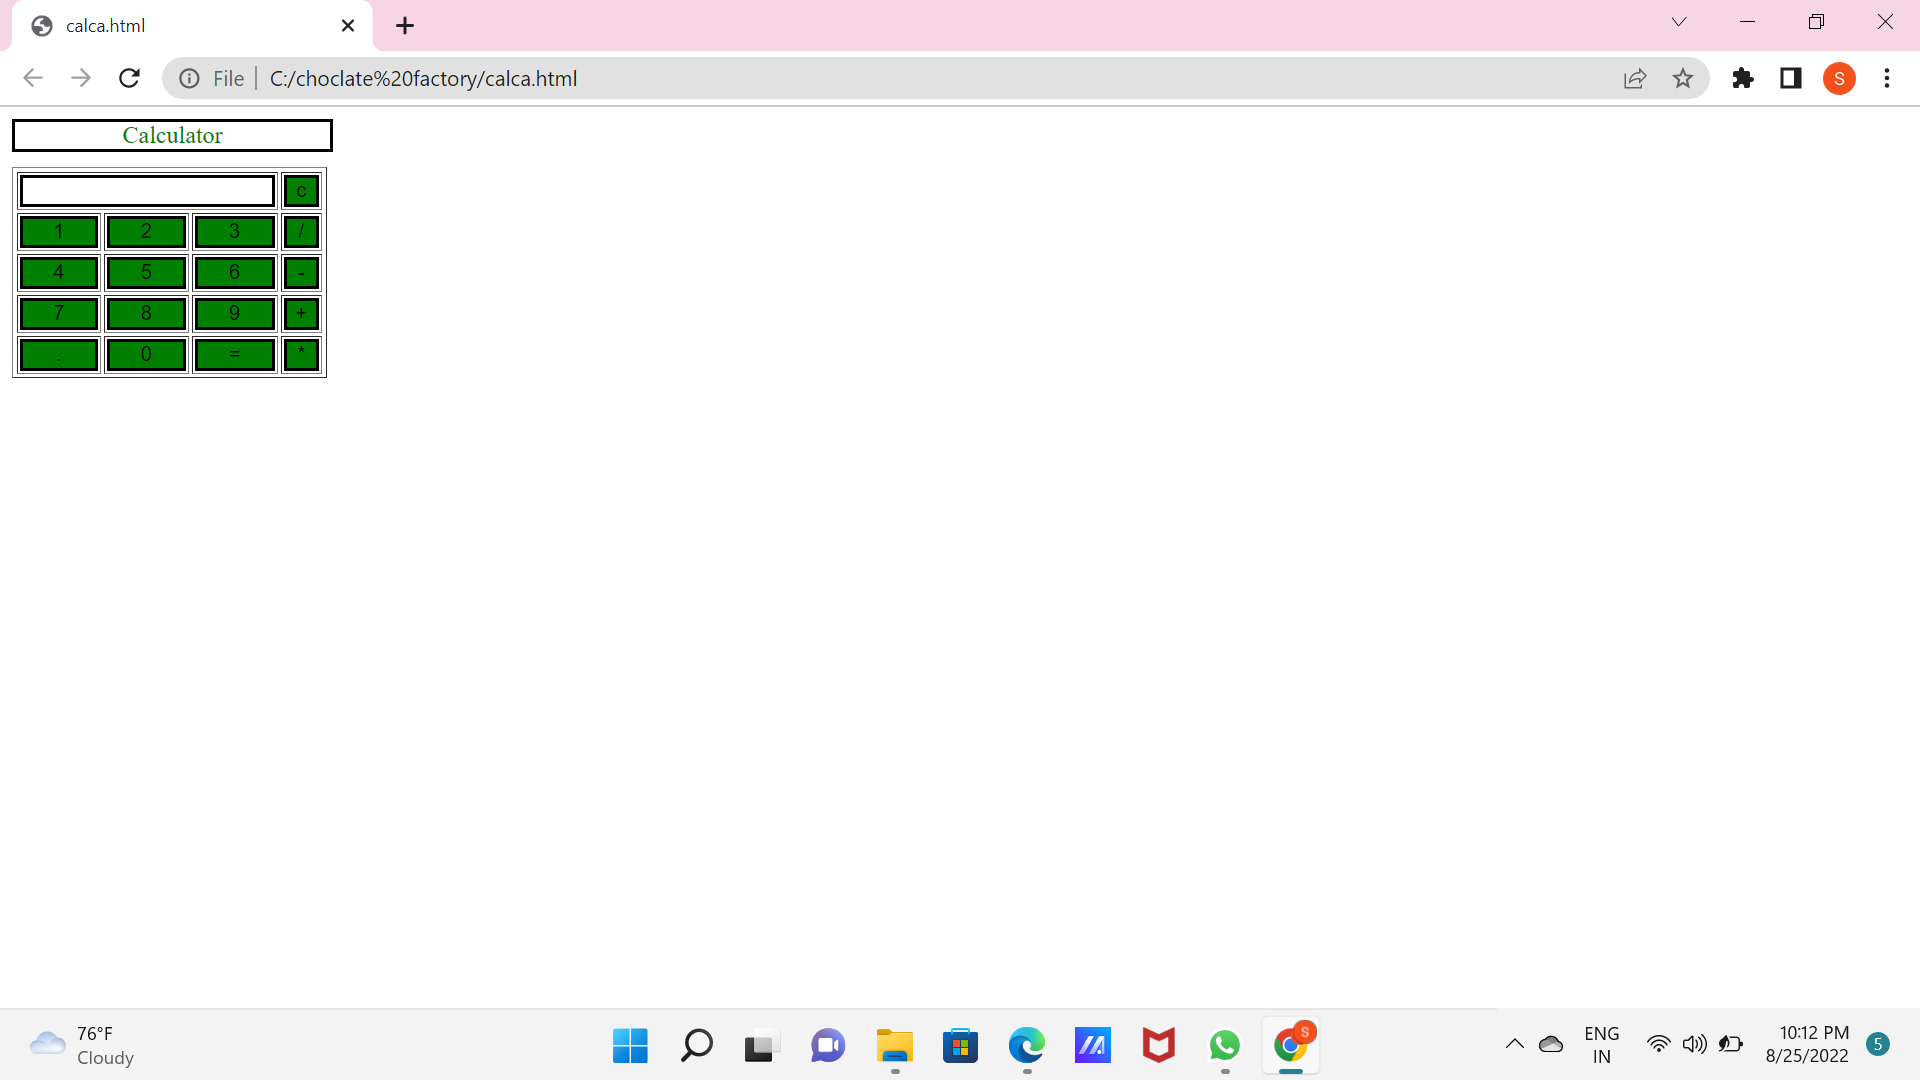 calca.html
File C:/choclate%20factory/calca.html
S
Calculator
c
1 2 3 /
4 5 6 -
7 8 9 +
. 0 = *
76°F
Cloudy
S
ENG
IN
10:12 PM
8/25/2022
5